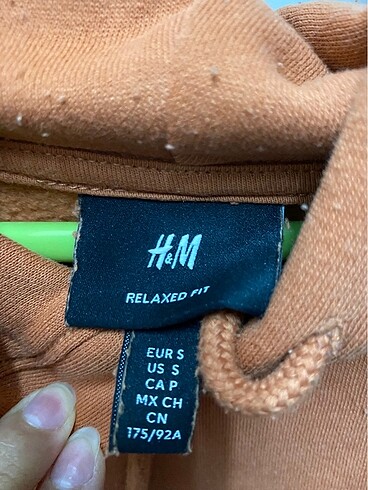 H&M
RELAXED FIT
EUR S
US S
CA P
MX CH
CN
175/92A